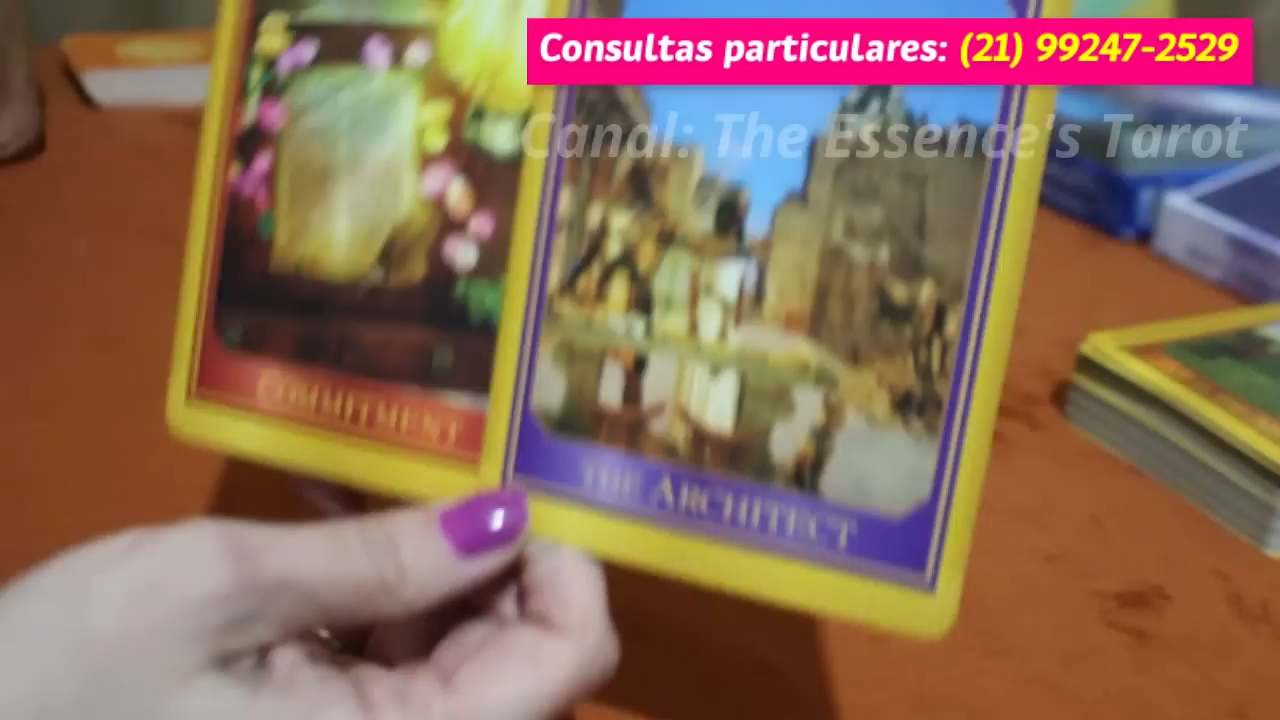 Consultas particulares: (21) 99247-2529
Canal: The Essence's Tarot
COMMITMENT
THE ARCHITECT